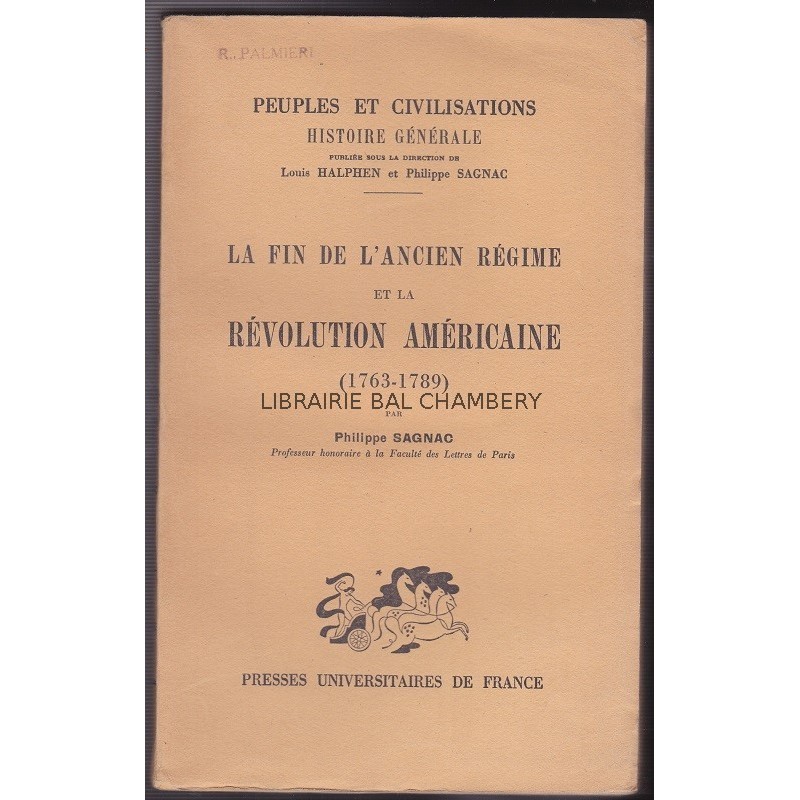 R. PALMIERI
PEUPLES ET CIVILISATIONS
HISTOIRE GÉNÉRALE
PUBLIÉE SOUS LA DIRECTION DE
Louis HALPHEN et Philippe SAGNAC
LA FIN DE L'ANCIEN RÉGIME
ET LA
RÉVOLUTION AMÉRICAINE
(1763-1789)
LIBRAIRIE BAL CHAMBERY
PAR
Philippe SAGNAC
Professeur honoraire à la Faculté des Lettres de Paris
PRESSES UNIVERSITAIRES DE FRANCE